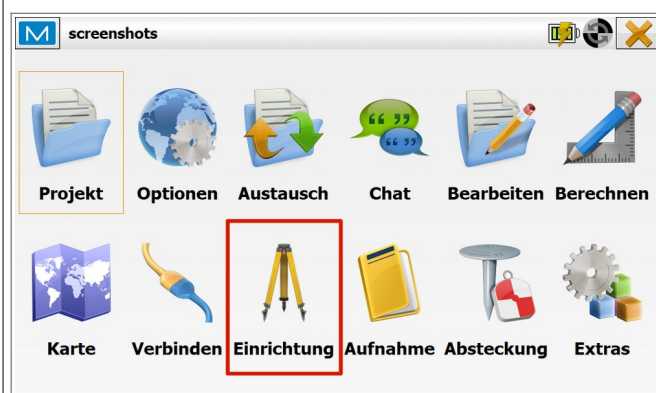 screenshots
Projekt Optionen Austausch Chat Bearbeiten Berechnen
Karte Verbinden Einrichtung Aufnahme Absteckung Extras